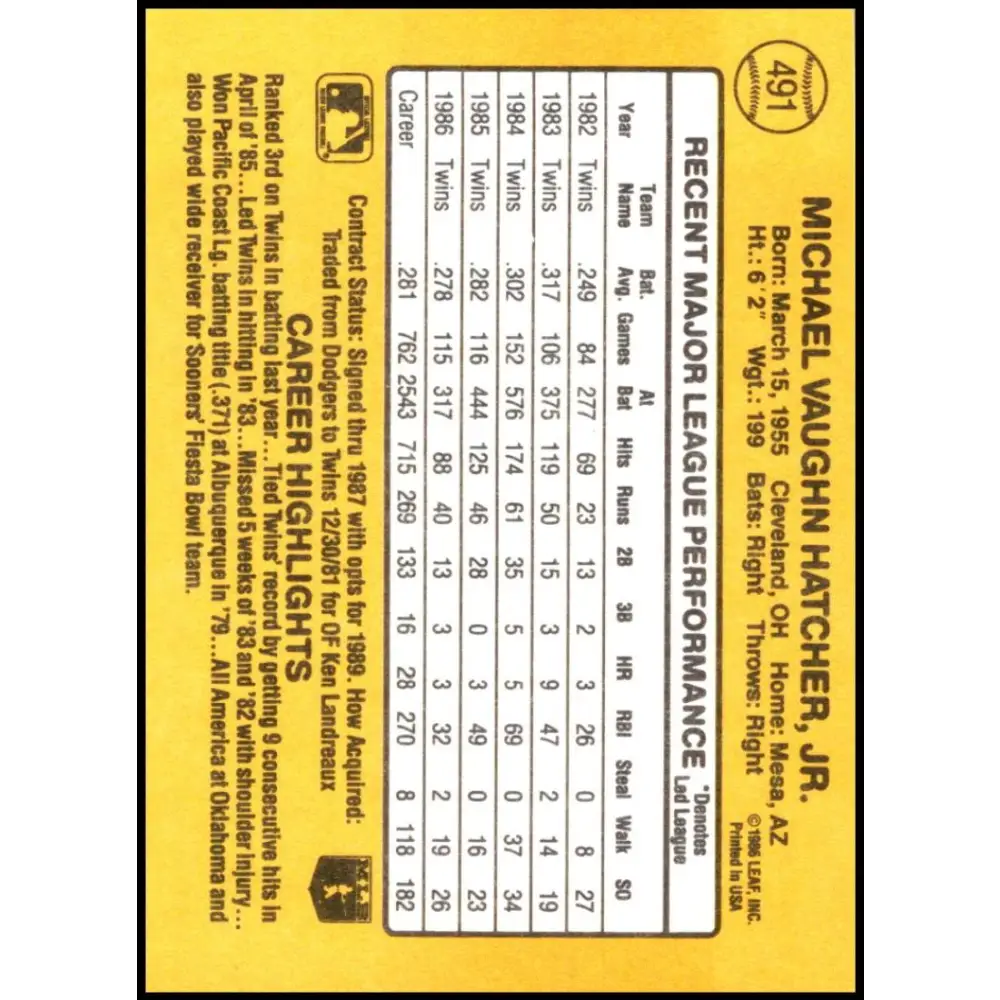 491
MICHAEL VAUGHN HATCHER, JR.
Born: March 15, 1955 Cleveland, OH Home: Mesa, AZ
Ht.: 6'2" Wgt.: 199 Bats: Right Throws: Right
©1986 LEAF, INC.
Printed in USA
RECENT MAJOR LEAGUE PERFORMANCE *Denotes Led League
Year Team Name Bat. Avg. Games At Bat Hits Runs 2B 3B HR RBI Steal Walk SO
1982 Twins .249 84 277 69 23 13 2 3 26 0 8 27
1983 Twins .317 106 375 119 50 15 3 9 47 2 14 19
1984 Twins .302 152 576 174 61 35 5 5 69 0 37 34
1985 Twins .282 116 444 125 46 28 0 3 49 0 16 23
1986 Twins .278 115 317 88 40 13 3 3 32 2 19 26
Career .281 762 2543 715 269 133 16 28 270 8 118 182
Contract Status: Signed thru 1987 with opts for 1989. How Acquired:
Traded from Dodgers to Twins 12/30/81 for OF Ken Landreaux
MLB
CAREER HIGHLIGHTS
Ranked 3rd on Twins in batting last year...Tied Twins' record by getting 9 consecutive hits in
April of '85...Led Twins in hitting in '83...Missed 5 weeks of '83 and '82 with shoulder injury...
Won Pacific Coast Lg. batting title (.371) at Albuquerque in '79...All America at Oklahoma and
also played wide receiver for Sooners' Fiesta Bowl team.